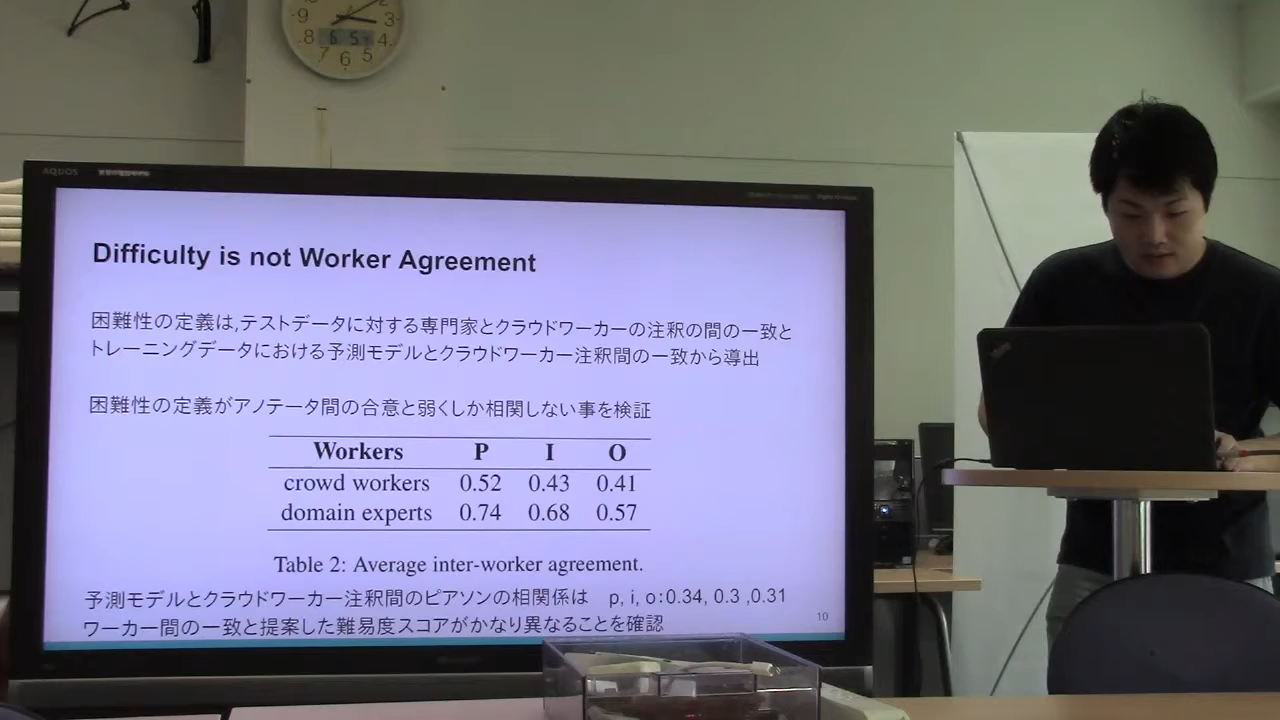 9
3
8
4
7
6
5
AQUOS
Difficulty is not Worker Agreement
困難性の定義は,テストデータに対する専門家とクラウドワーカーの注釈の間の一致と
トレーニングデータにおける予測モデルとクラウドワーカー注釈間の一致から導出
困難性の定義がアノテータ間の合意と弱くしか相関しない事を検証
Workers P I O
crowd workers 0.52 0.43 0.41
domain experts 0.74 0.68 0.57
Table 2: Average inter-worker agreement.
予測モデルとクラウドワーカー注釈間のピアソンの相関係は p, i, o:0.34, 0.3 ,0.31
ワーカー間の一致と提案した難易度スコアがかなり異なることを確認
10